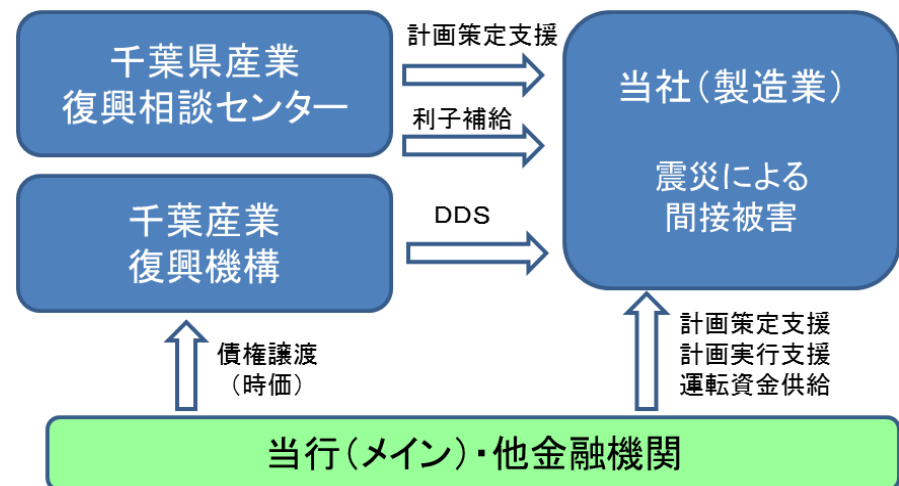 千葉県産業
復興相談センター
計画策定支援
利子補給
当社(製造業)
震災による
間接被害
千葉産業
復興機構
DDS
債権譲渡
(時価)
計画策定支援
計画実行支援
運転資金供給
当行(メイン)・他金融機関